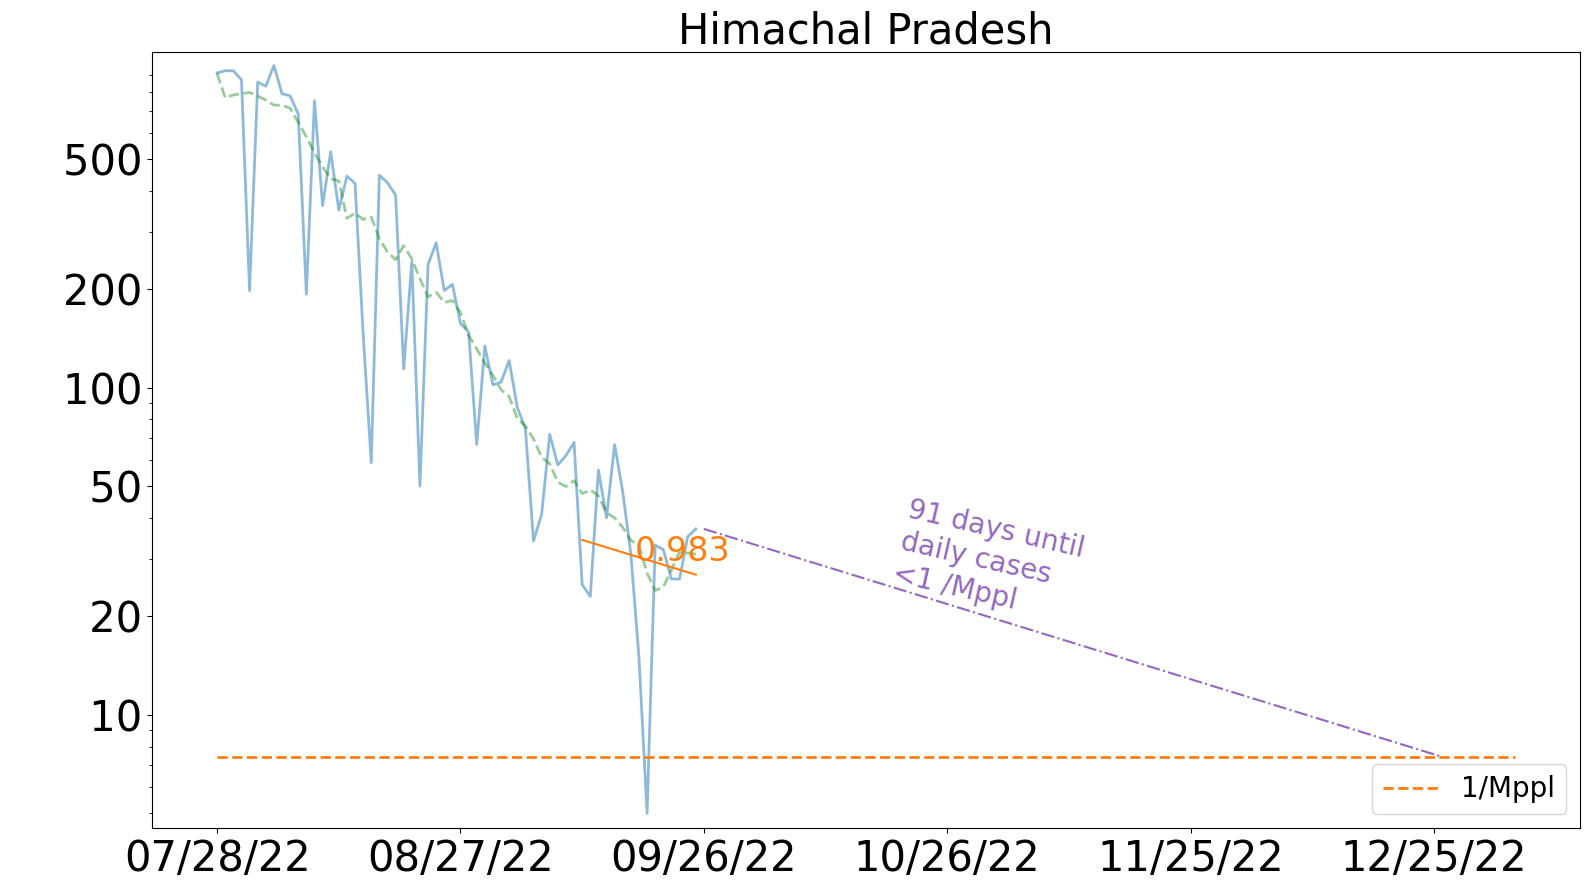 Himachal Pradesh
500
200
100
50
20
10
0.983
91 days until
daily cases
<1 /Mppl
1/Mppl
07/28/22
08/27/22
09/26/22
10/26/22
11/25/22
12/25/22